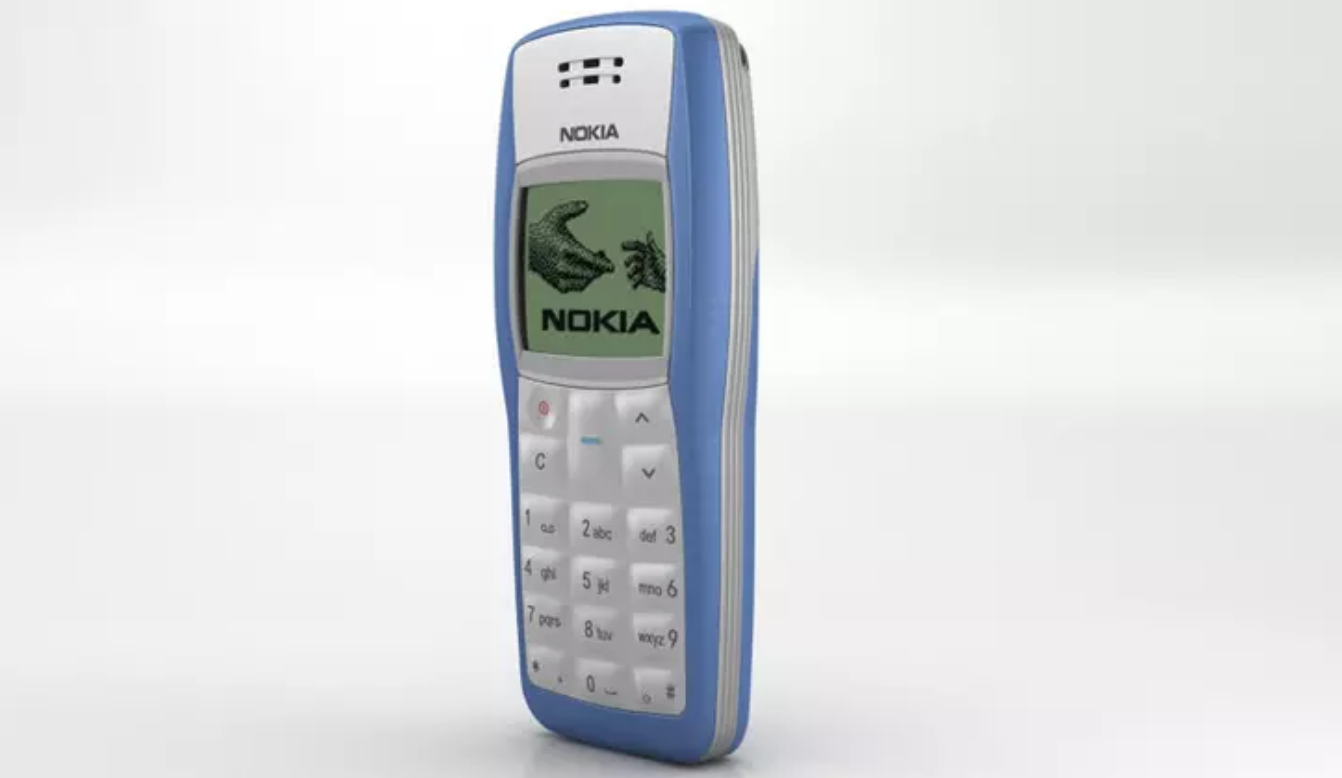 NOKIA
NOKIA
^
C
v
1 2 abc def 3
4 ghi 5 jkl mno 6
7 pqrs 8 tuv wxyz 9
* 0 #